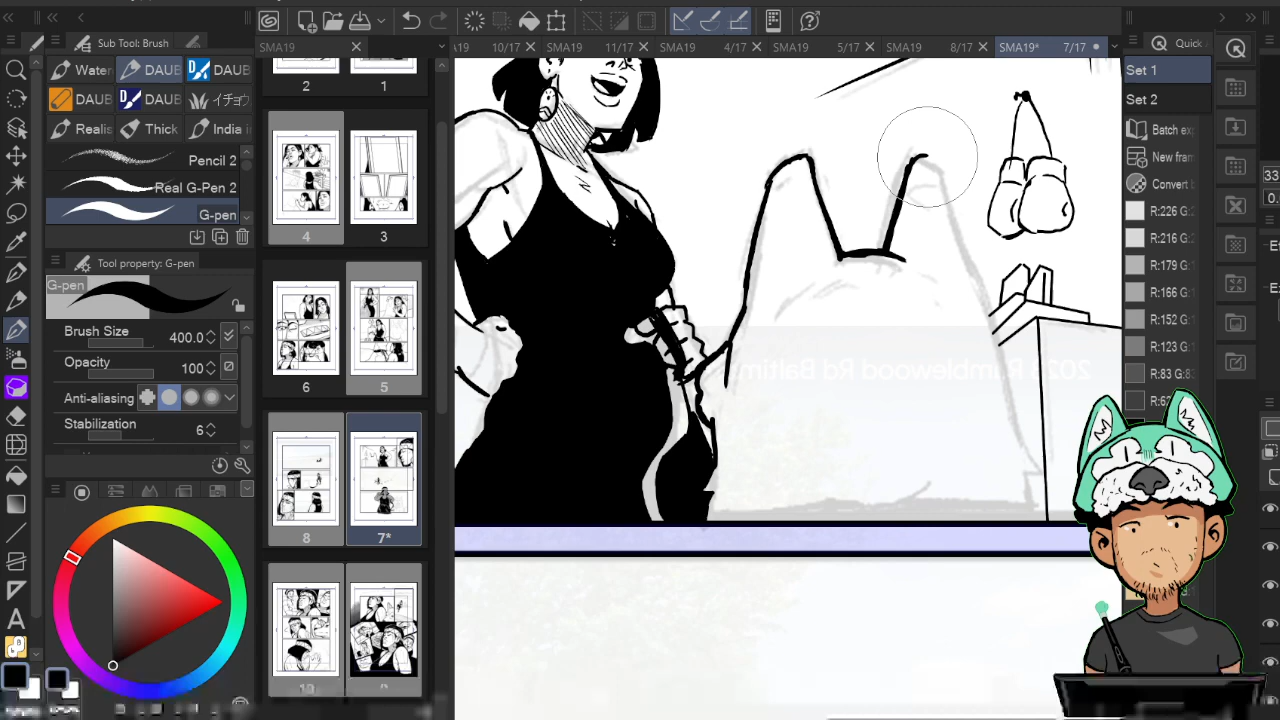 Sub Tool: Brush
SMA19
10/17
SMA19
11/17
SMA19
4/17
SMA19
5/17
SMA19
8/17
SMA19*
7/17
Quick
Water
DAUB
DAUB
DAUB
DAUB
イチョウ
Realis
Thick
India i
Pencil 2
Real G-Pen 2
G-pen
Tool property: G-pen
G-pen
Brush Size
400.0
Opacity
100
Anti-aliasing
Stabilization
6
2
1
4
3
6
5
8
7*
Set 1
Set 2
Batch ex
New fram
Convert
R:226 G:
R:216 G:
R:179 G:
R:166 G:
R:152 G:
R:123 G:
R:83 G:8
33
0.
A